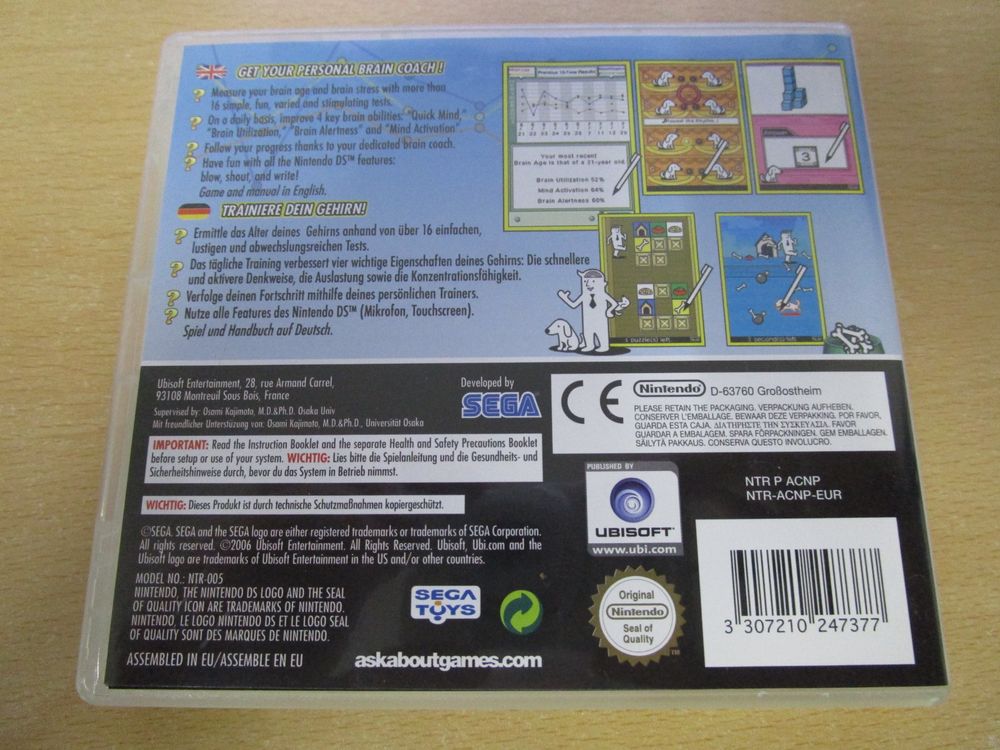 GET YOUR PERSONAL BRAIN COACH!
? Measure your brain age and brain stress with more than
16 simple, fun, varied and stimulating tests.
? On a daily basis, improve 4 key brain abilities: "Quick Mind",
"Brain Utilization," "Brain Alertness" and "Mind Activation".
? Follow your progress thanks to your dedicated brain coach.
? Have fun with all the Nintendo DS™ features:
blow, shout, and write!
Game and manual in English.
TRAINIERE DEIN GEHIRN!
? Ermittle das Alter deines Gehirns anhand von über 16 einfachen,
lustigen und abwechslungsreichen Tests.
? Das tägliche Training verbessert vier wichtige Eigenschaften deines Gehirns: Die schnellere
und aktivere Denkweise, die Auslastung sowie die Konzentrationsfähigkeit.
? Verfolge deinen Fortschritt mithilfe deines persönlichen Trainers.
? Nutze alle Features des Nintendo DS™ (Mikrofon, Touchscreen).
Spiel und Handbuch auf Deutsch.
Previous 10-Time Results
21 22 23 24 25 26 27 28 1 29
Your most recent
Brain Age is that of a 21-year old
Brain Utilization 52%
Mind Activation 64%
Brain Alertness 60%
3
Ubisoft Entertainment, 28, rue Armand Carrel,
93108 Montreuil Sous Bois, France
Supervised by: Osami Kajimoto, M.D.&Ph.D. Osaka Univ
Mit freundlicher Unterstüzung von: Osami Kajimoto, M.D.&Ph.D., Universität Osaka
Developed by
SEGA
IMPORTANT: Read the Instruction Booklet and the separate Health and Safety Precautions Booklet
before setup or use of your system. WICHTIG: Lies bitte die Spielanleitung und die Gesundheits- und
Sicherheitshinweise durch, bevor du das System in Betrieb nimmst.
WICHTIG: Dieses Produkt ist durch technische Schutzmaßnahmen kopiergeschützt.
©SEGA. SEGA and the SEGA logo are either registered trademarks or trademarks of SEGA Corporation.
All rights reserved. ©2006 Ubisoft Entertainment. All Rights Reserved. Ubisoft, Ubi.com and the
Ubisoft logo are trademarks of Ubisoft Entertainment in the US and/or other countries.
MODEL NO.: NTR-005
NINTENDO, THE NINTENDO DS LOGO AND THE SEAL
OF QUALITY ICON ARE TRADEMARKS OF NINTENDO.
NINTENDO, LE LOGO NINTENDO DS ET LE LOGO SEAL
OF QUALITY SONT DES MARQUES DE NINTENDO.
ASSEMBLED IN EU/ASSEMBLE EN EU
SEGA
TOYS
askaboutgames.com
CE
Nintendo D-63760 Großostheim
PLEASE RETAIN THE PACKAGING. VERPACKUNG AUFHEBEN.
CONSERVER L'EMBALLAGE. BEWAAR DEZE VERPAKKING. POR FAVOR,
GUARDA ESTA CAJA. ΔΙΑΤΗΡΗΣΤΕ ΤΗΝ ΣΥΣΚΕΥΑΣΙΑ. FAVOR
GUARDAR A EMBALAGEM. SPARA FÖRPACKNINGEN. GEM EMBALLAGEN.
SÄILYTÄ PAKKAUS. CONSERVA QUESTO INVOLUCRO.
PUBLISHED BY
UBISOFT
www.ubi.com
NTR P ACNP
NTR-ACNP-EUR
Original
Nintendo
Seal of
Quality
TM
3 307210 247377